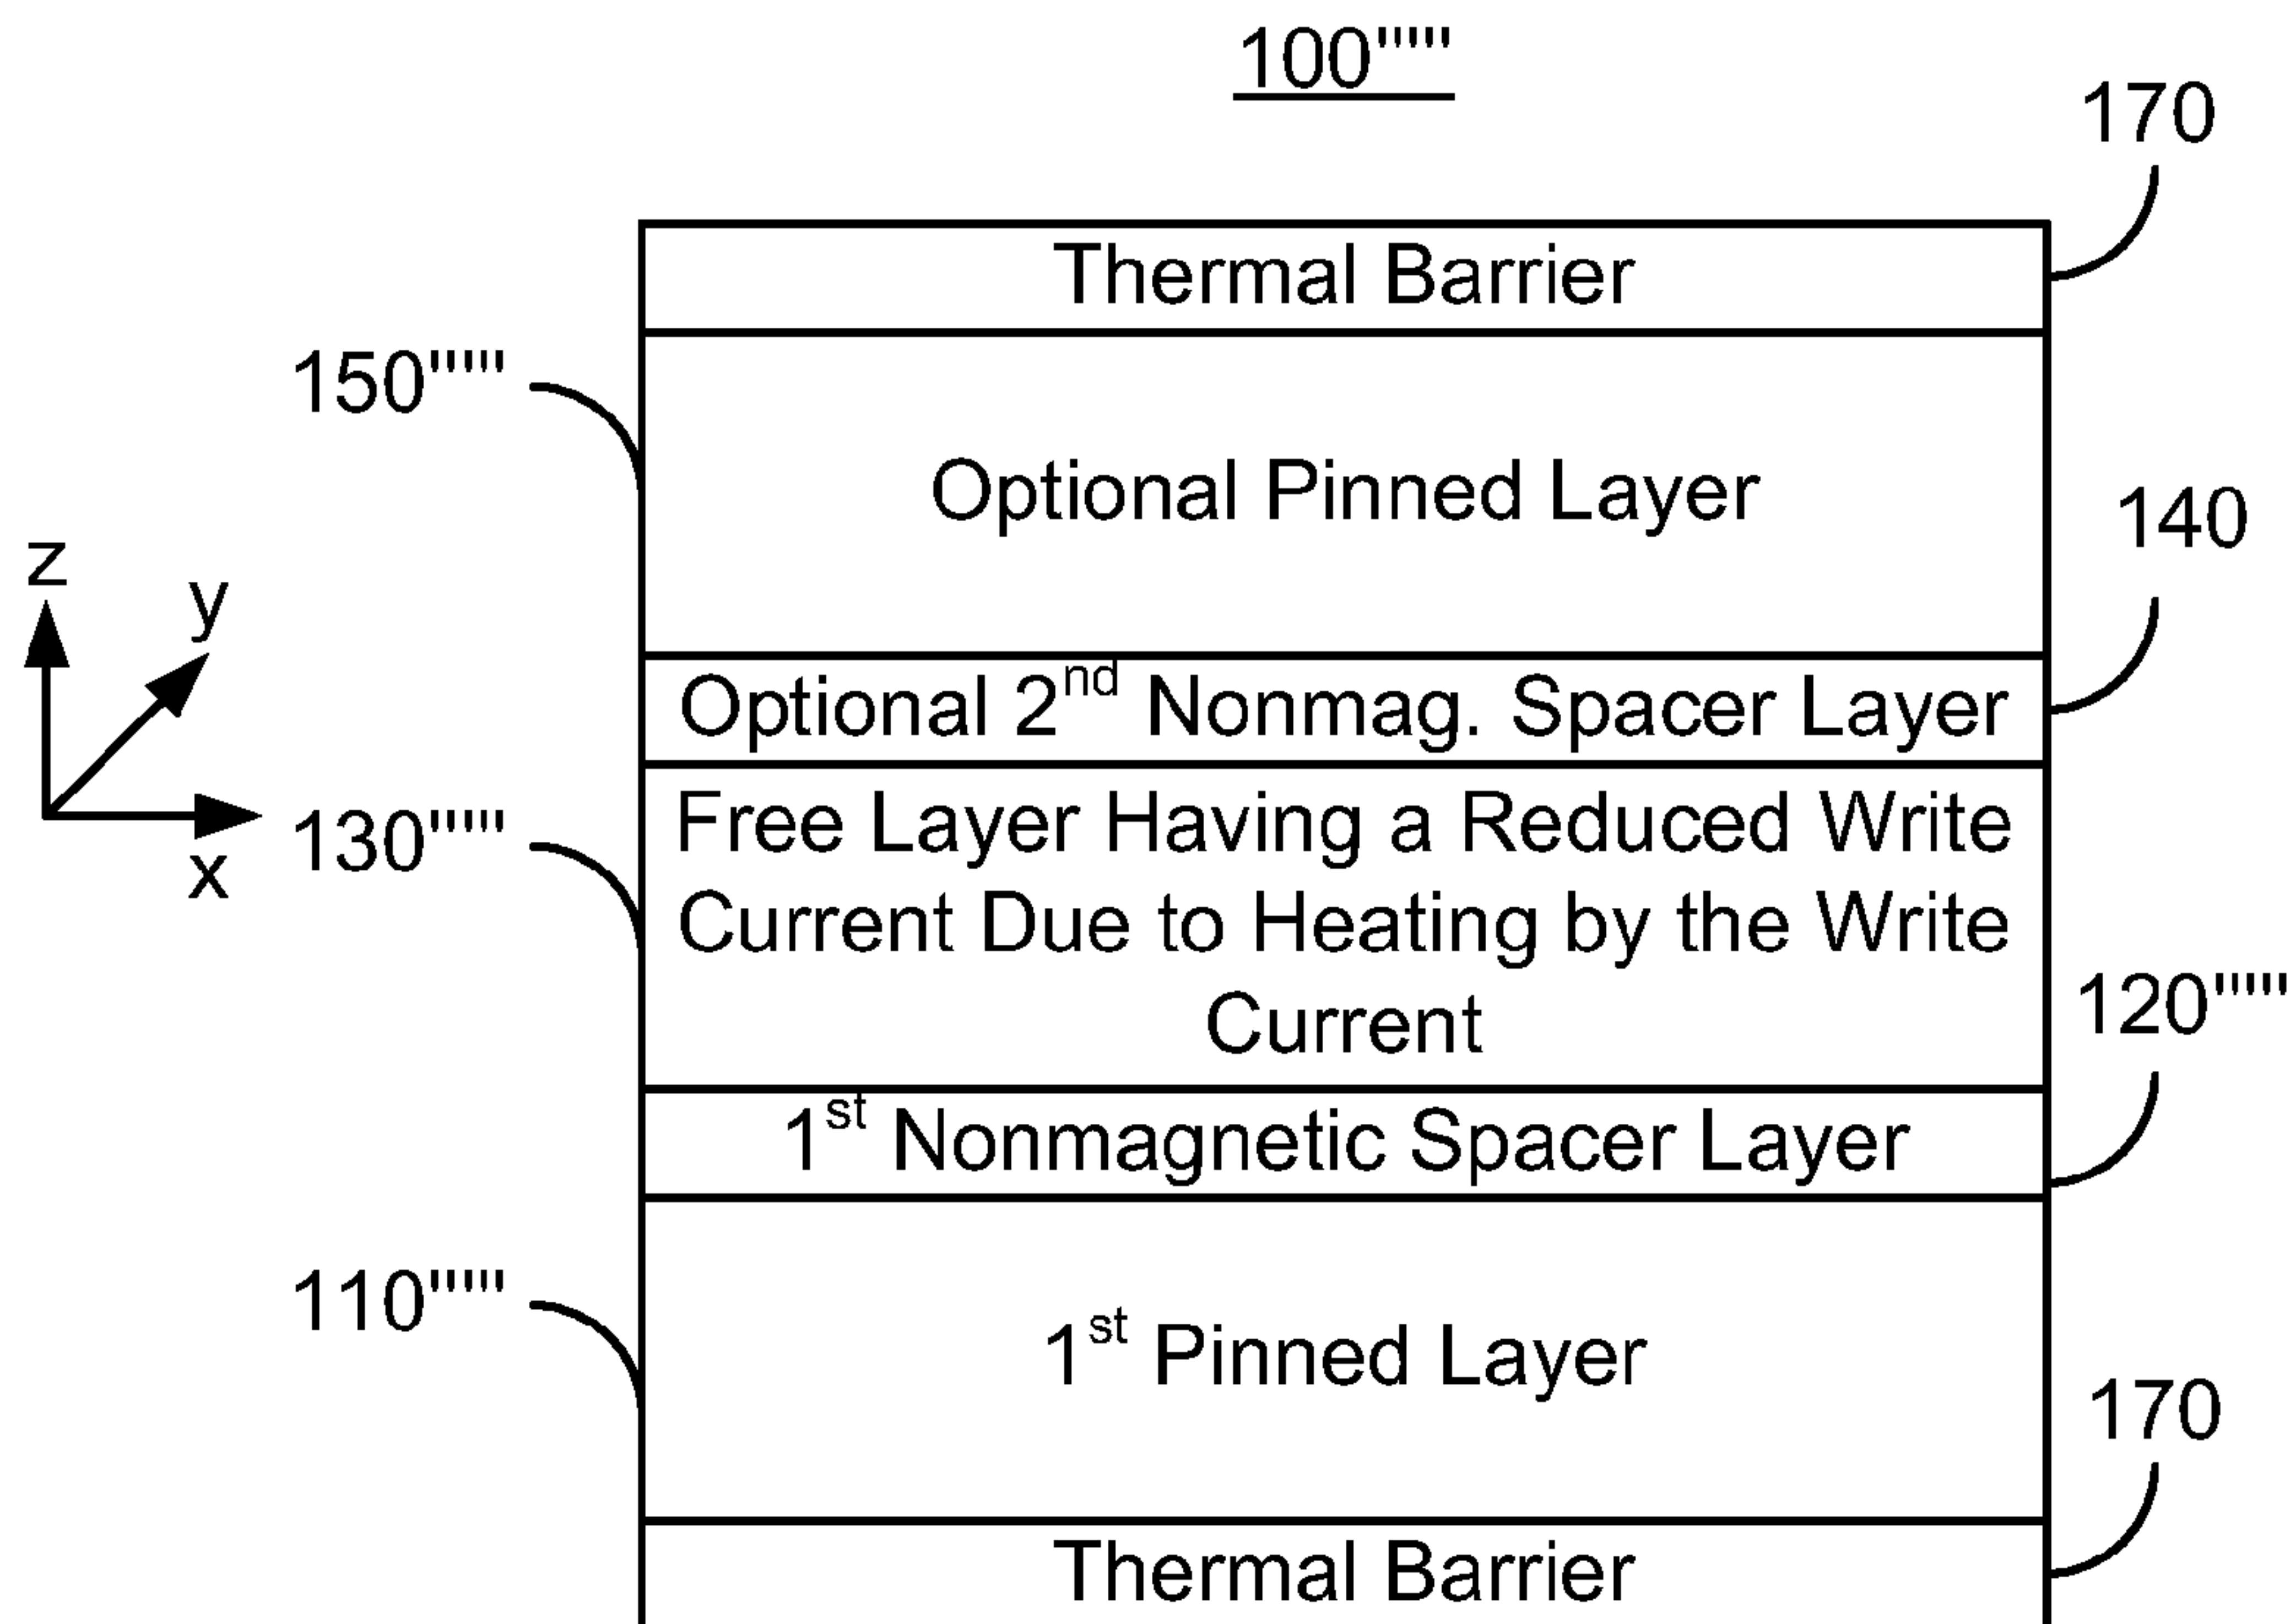 100'''''
170
Thermal Barrier
150'''''
Optional Pinned Layer
140
z
y
Optional 2nd Nonmag. Spacer Layer
130'''''
x
Free Layer Having a Reduced Write
Current Due to Heating by the Write
Current
120'''''
1st Nonmagnetic Spacer Layer
110'''''
1st Pinned Layer
170
Thermal Barrier